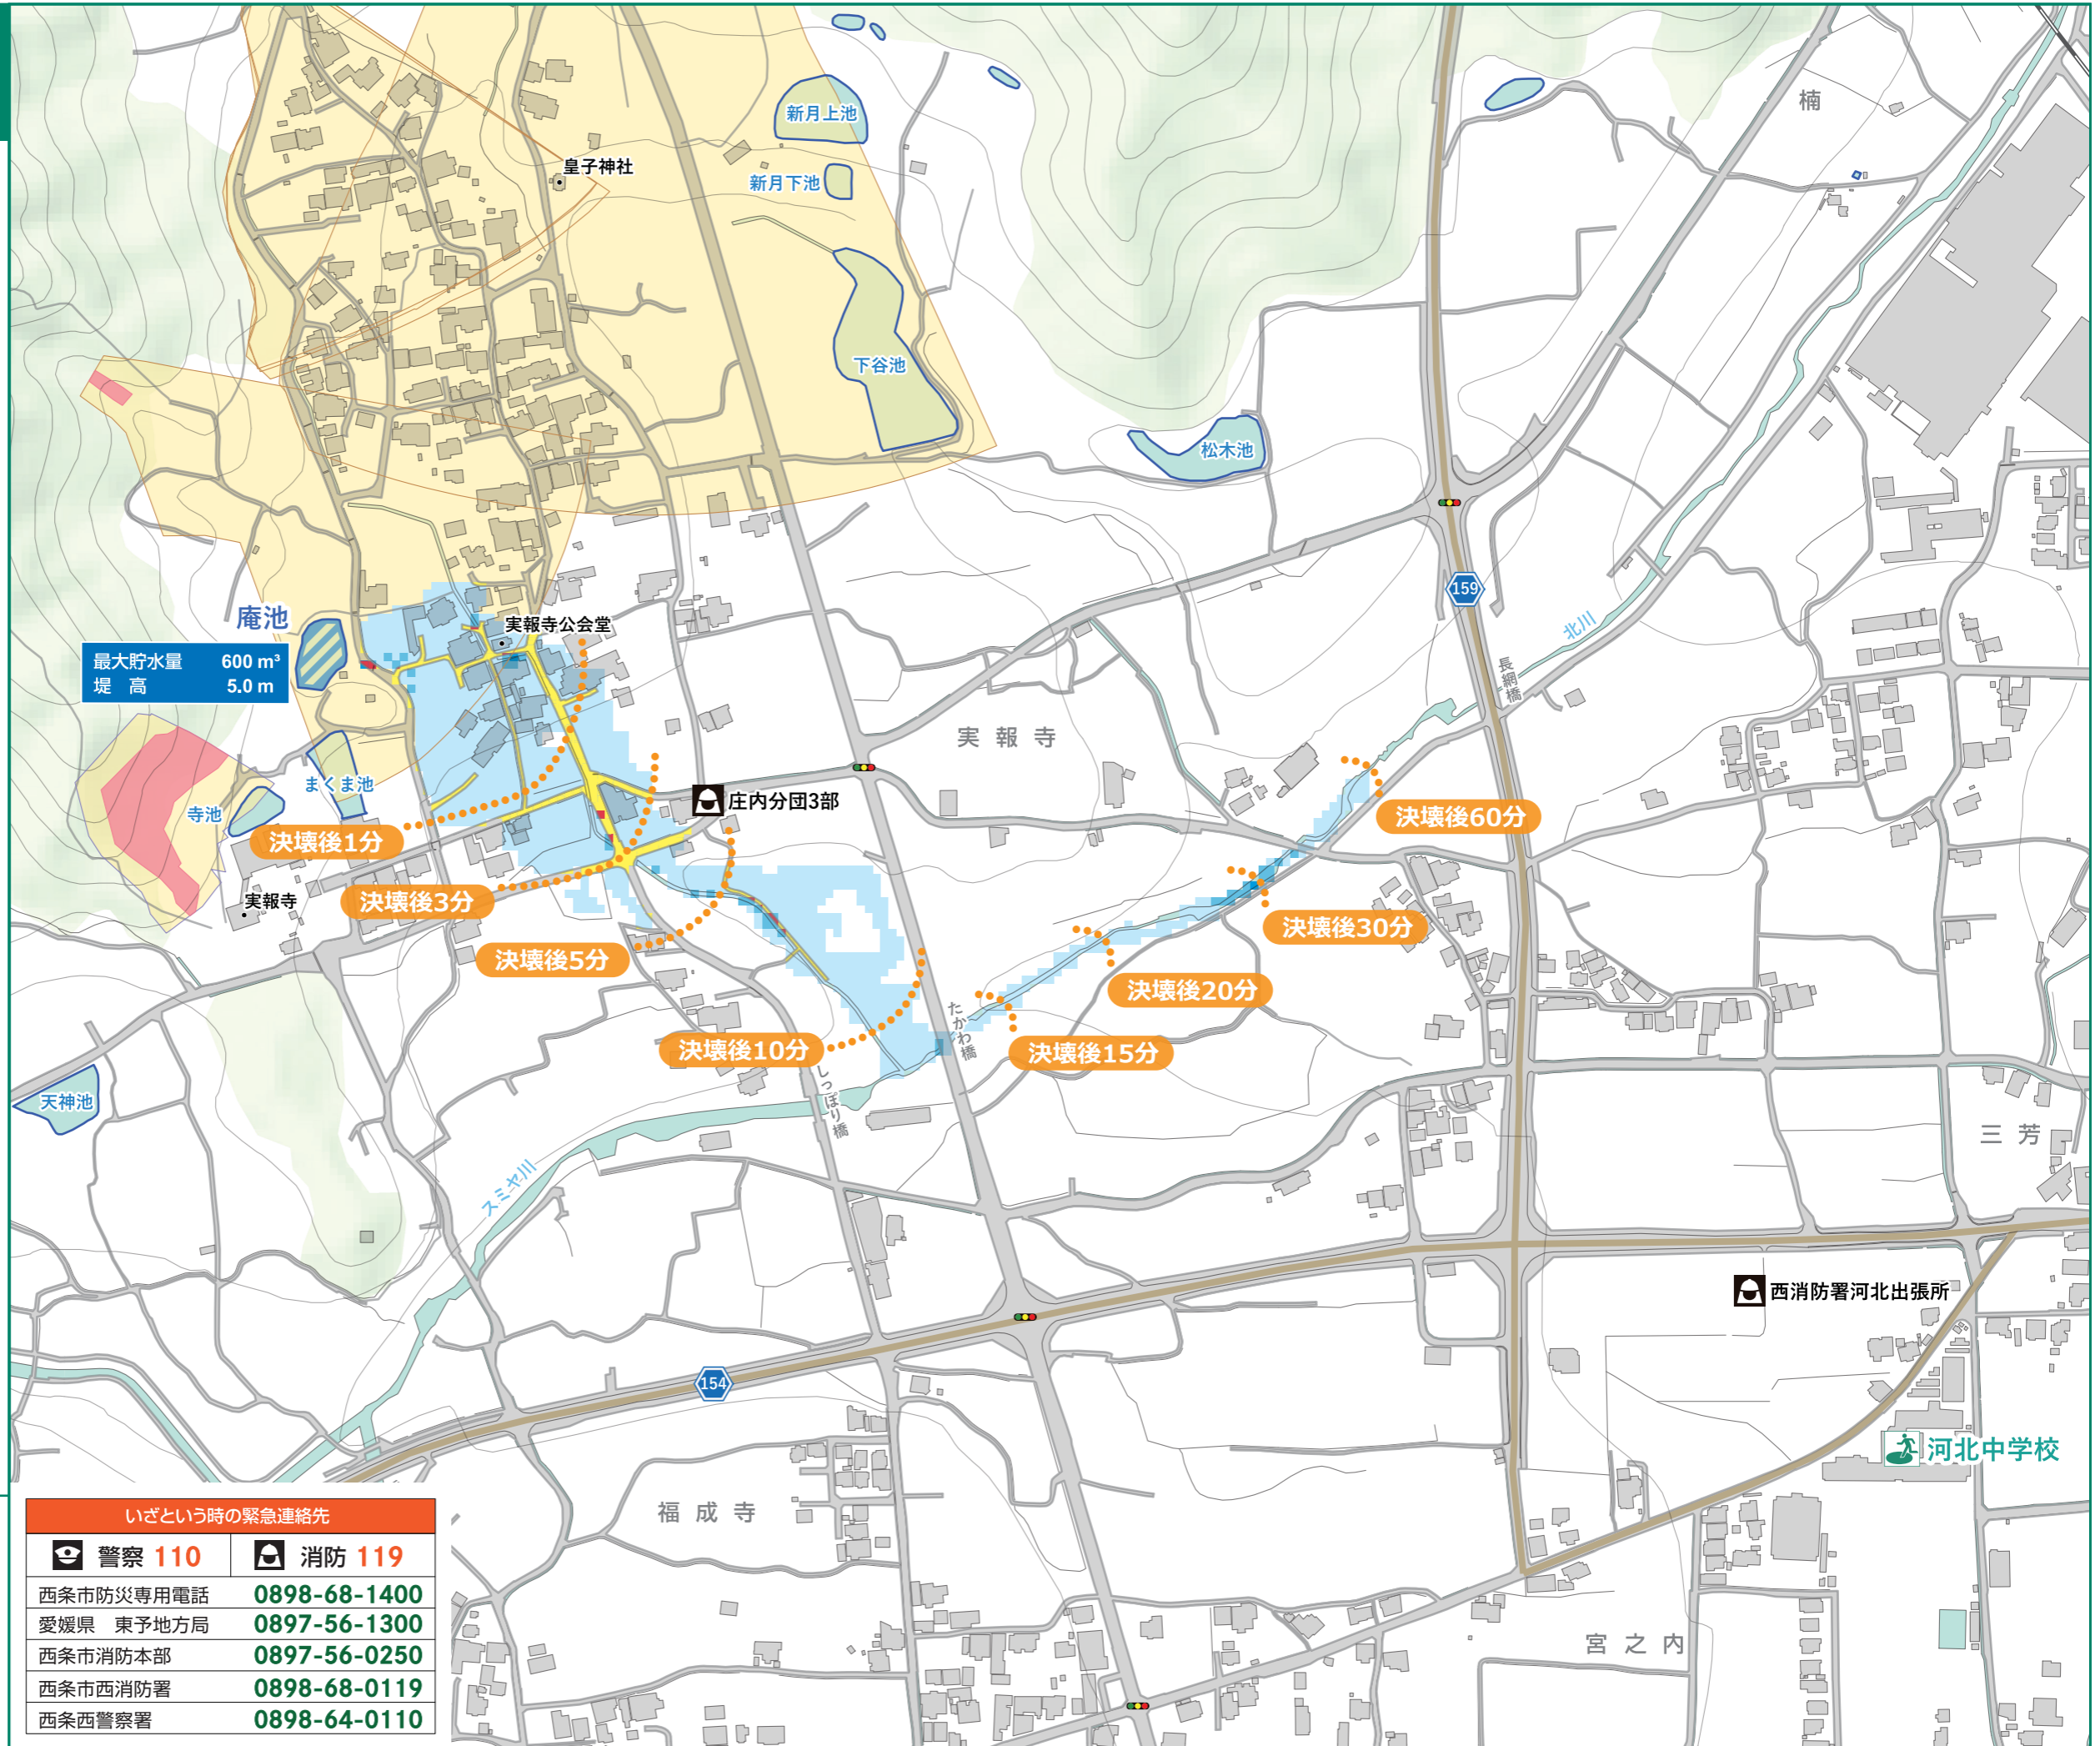 楠
新月上池
皇子神社
新月下池
下谷池
松木池
159
北川
長網橋
庵池
最大貯水量 600 m³
堤 高 5.0 m
実報寺公会堂
実報寺
まくま池
寺池
庄内分団3部
決壊後1分
決壊後60分
決壊後3分
実報寺
決壊後30分
決壊後5分
決壊後20分
たかわ橋
決壊後10分
決壊後15分
しっぽり橋
天神池
三芳
スミヤ川
西消防署河北出張所
154
河北中学校
福成寺
宮之内
いざという時の緊急連絡先
警察 110
消防 119
西条市防災専用電話 0898-68-1400
愛媛県 東予地方局 0897-56-1300
西条市消防本部 0897-56-0250
西条市西消防署 0898-68-0119
西条西警察署 0898-64-0110